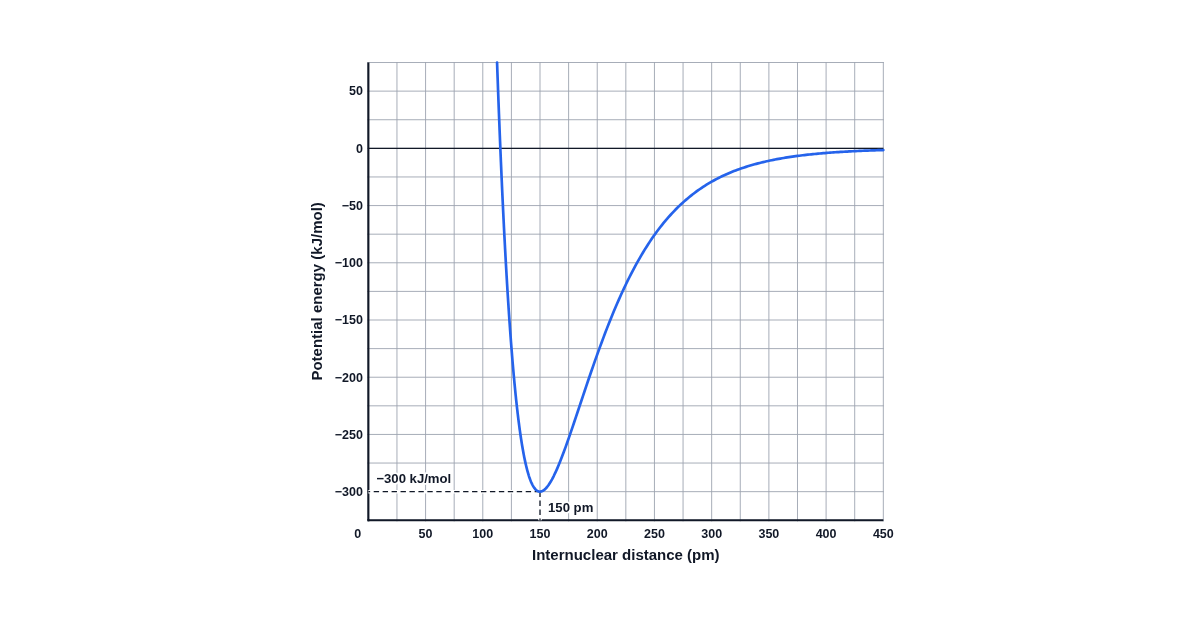 50
0
−50
−100
−150
−200
−250
−300
Potential energy (kJ/mol)
−300 kJ/mol
150 pm
0 50 100 150 200 250 300 350 400 450
Internuclear distance (pm)